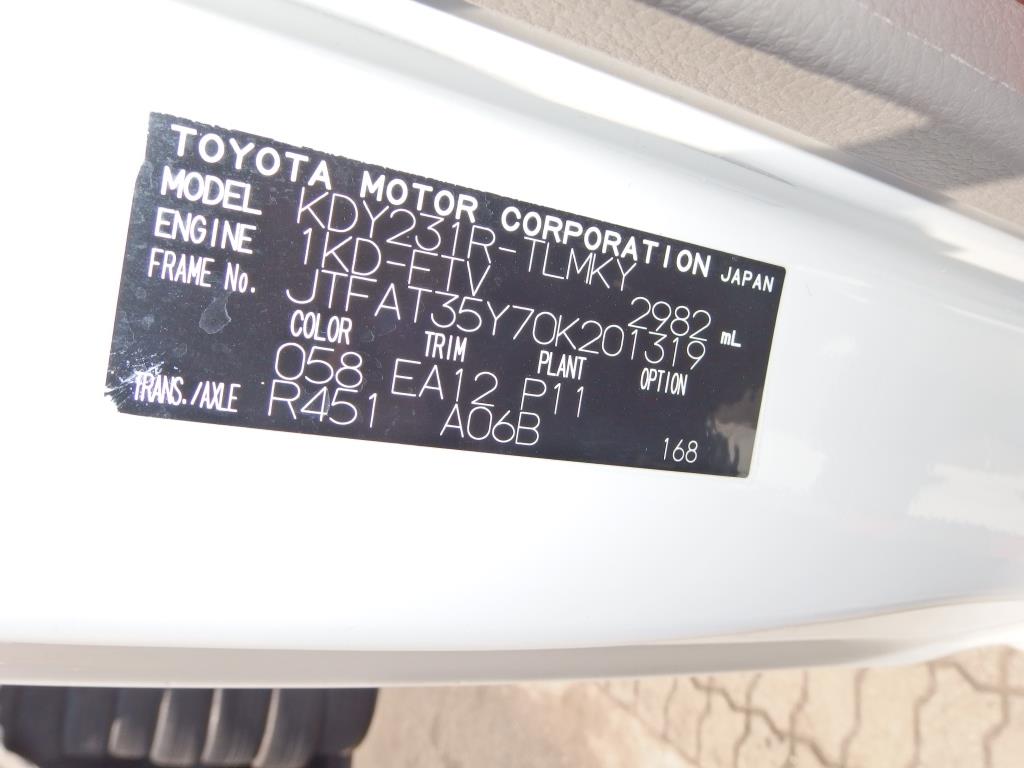 TOYOTA MOTOR CORPORATION JAPAN
MODEL KDY231R-TLMKY
ENGINE 1KD-FTV 2982 mL
FRAME No. JTFAT35Y70K201319
COLOR TRIM PLANT OPTION
058 EA12 P11
TRANS./AXLE R451 A06B 168